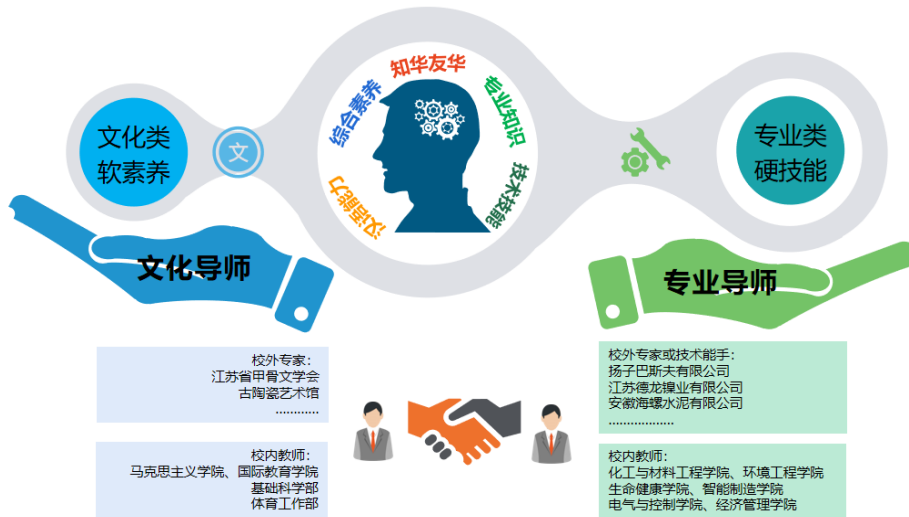 知华友华
综合素养
专业知识
汉语能力
技术技能
文化类
软素养
文
专业类
硬技能
文化导师
专业导师
校外专家：
江苏省甲骨文学会
古陶瓷艺术馆
............
校内教师：
马克思主义学院、国际教育学院
基础科学部
体育工作部
校外专家或技术能手：
扬子巴斯夫有限公司
江苏德龙镍业有限公司
安徽海螺水泥有限公司
..................
校内教师：
化工与材料工程学院、环境工程学院
生命健康学院、智能制造学院
电气与控制学院、经济管理学院